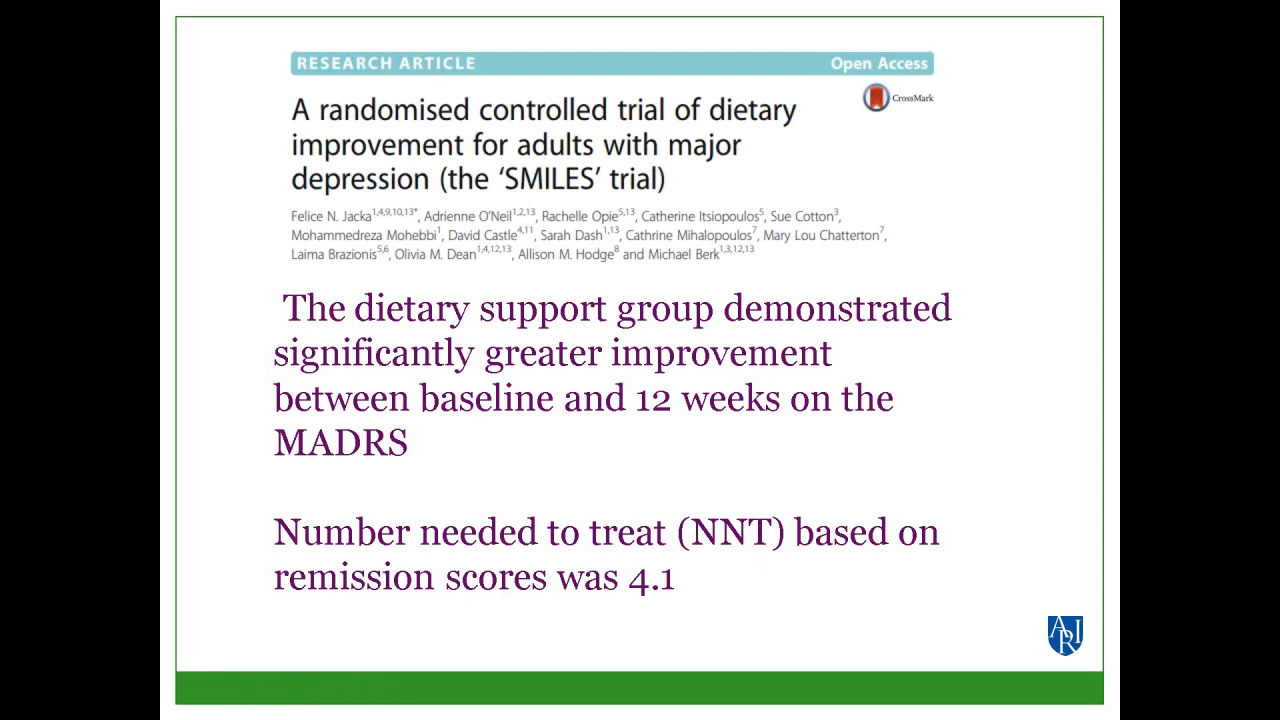 RESEARCH ARTICLE Open Access
CrossMark
A randomised controlled trial of dietary
improvement for adults with major
depression (the ‘SMILES’ trial)
Felice N. Jacka1,4,9,10,13*, Adrienne O’Neil1,2,13, Rachelle Opie5,13, Catherine Itsiopoulos5, Sue Cotton3,
Mohammedreza Mohebbi1, David Castle4,11, Sarah Dash1,13, Cathrine Mihalopoulos7, Mary Lou Chatterton7,
Laima Brazionis5,6, Olivia M. Dean1,4,12,13, Allison M. Hodge8 and Michael Berk1,3,12,13
The dietary support group demonstrated
significantly greater improvement
between baseline and 12 weeks on the
MADRS
Number needed to treat (NNT) based on
remission scores was 4.1
ARI